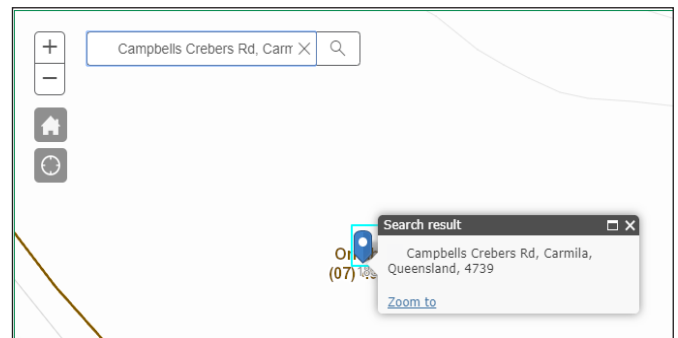 +
Campbells Crebers Rd, Carm
−
Search result
Campbells Crebers Rd, Carmila,
Queensland, 4739
(07)
Zoom to